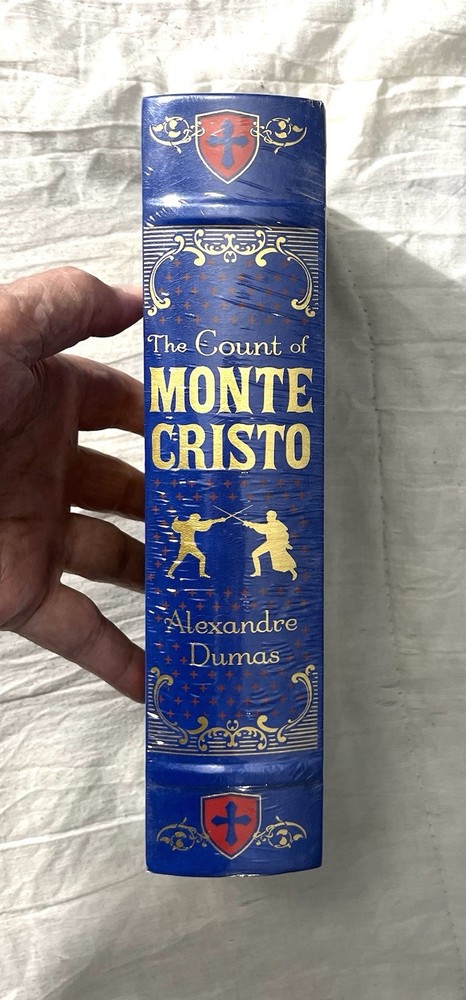 The Count of
MONTE
CRISTO
Alexandre
Dumas